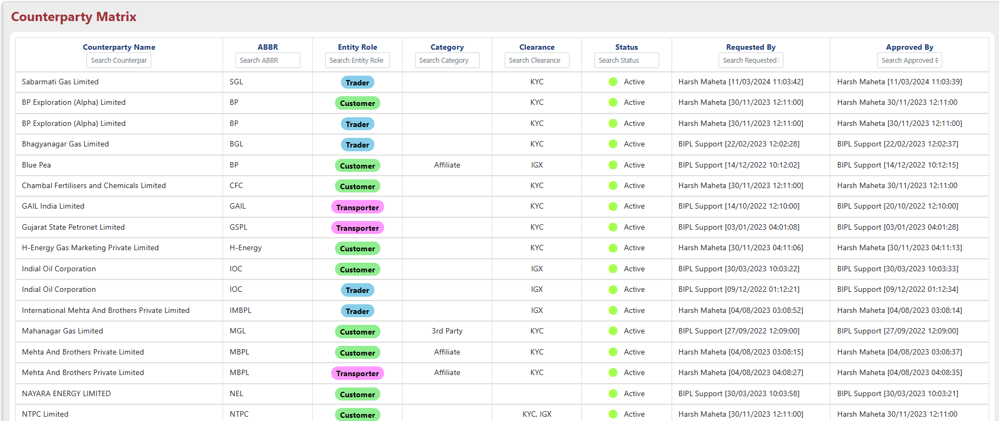 Counterparty Matrix
Counterparty Name ABBR Entity Role Category Clearance Status Requested By Approved By
Search Counterpar Search ABBR Search Entity Role Search Category Search Clearance Search Status Search Requested Search Approved E
Sabarmati Gas Limited SGL Trader KYC Active Harsh Maheta [11/03/2024 11:03:42] Harsh Maheta [11/03/2024 11:03:39]
BP Exploration (Alpha) Limited BP Customer KYC Active Harsh Maheta [30/11/2023 12:11:00] Harsh Maheta 30/11/2023 12:11:00
BP Exploration (Alpha) Limited BP Trader KYC Active Harsh Maheta [30/11/2023 12:11:00] Harsh Maheta [30/11/2023 12:11:00]
Bhagyanagar Gas Limited BGL Trader KYC Active BIPL Support [22/02/2023 12:02:28] BIPL Support [22/02/2023 12:02:37]
Blue Pea BP Customer Affiliate IGX Active BIPL Support [14/12/2022 10:12:02] BIPL Support [14/12/2022 10:12:15]
Chambal Fertilisers and Chemicals Limited CFC Customer KYC Active Harsh Maheta [30/11/2023 12:11:00] Harsh Maheta 30/11/2023 12:11:00
GAIL India Limited GAIL Transporter KYC Active BIPL Support [14/10/2022 12:10:00] BIPL Support [20/10/2022 12:10:00]
Gujarat State Petronet Limited GSPL Transporter KYC Active BIPL Support [03/01/2023 04:01:08] BIPL Support [03/01/2023 04:01:28]
H-Energy Gas Marketing Private Limited H-Energy Customer KYC Active Harsh Maheta [30/11/2023 04:11:06] Harsh Maheta [30/11/2023 04:11:13]
Indial Oil Corporation IOC Customer IGX Active BIPL Support [30/03/2023 10:03:22] BIPL Support [30/03/2023 10:03:33]
Indial Oil Corporation IOC Trader IGX Active BIPL Support [09/12/2022 01:12:21] BIPL Support [09/12/2022 01:12:34]
International Mehta And Brothers Private Limited IMBPL Trader IGX Active Harsh Maheta [04/08/2023 03:08:52] Harsh Maheta [04/08/2023 03:08:14]
Mahanagar Gas Limited MGL Customer 3rd Party KYC Active BIPL Support [27/09/2022 12:09:00] BIPL Support [27/09/2022 12:09:00]
Mehta And Brothers Private Limited MBPL Customer Affiliate KYC Active Harsh Maheta [04/08/2023 03:08:15] Harsh Maheta [04/08/2023 03:08:37]
Mehta And Brothers Private Limited MBPL Transporter Affiliate KYC Active Harsh Maheta [04/08/2023 04:08:27] Harsh Maheta [04/08/2023 04:08:35]
NAYARA ENERGY LIMITED NEL Customer Active BIPL Support [30/03/2023 10:03:58] BIPL Support [30/03/2023 10:03:21]
NTPC Limited NTPC Customer KYC, IGX Active Harsh Maheta [30/11/2023 12:11:00] Harsh Maheta 30/11/2023 12:11:00